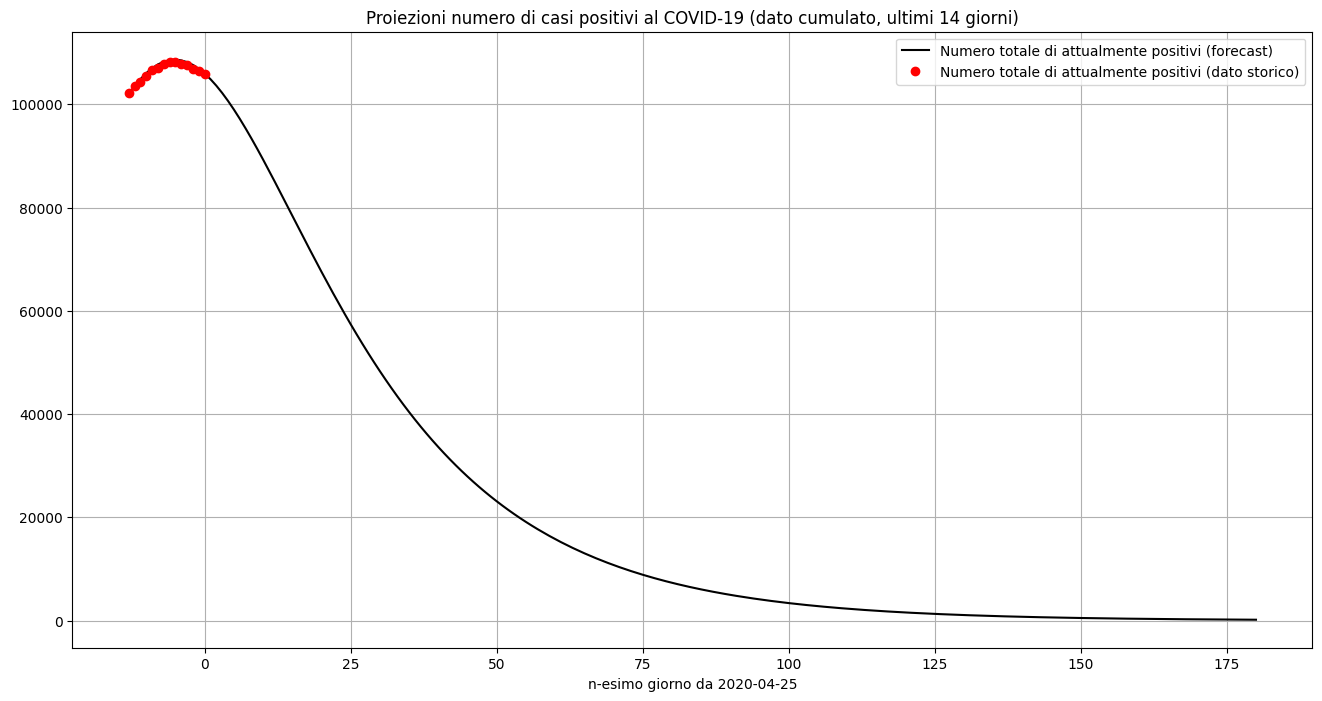 Proiezioni numero di casi positivi al COVID-19 (dato cumulato, ultimi 14 giorni)
Numero totale di attualmente positivi (forecast)
Numero totale di attualmente positivi (dato storico)
100000
80000
60000
40000
20000
0
0 25 50 75 100 125 150 175
n-esimo giorno da 2020-04-25